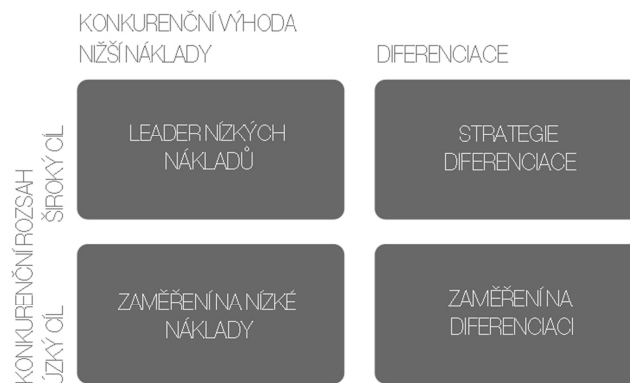 KONKURENČNÍ VÝHODA
NIŽŠÍ NÁKLADY
DIFERENCIACE
KONKURENČNÍ ROZSAH
ŠIROKÝ CÍL
LEADER NÍZKÝCH
NÁKLADŮ
STRATEGIE
DIFERENCIACE
ÚZKÝ CÍL
ZAMĚŘENÍ NA NÍZKÉ
NÁKLADY
ZAMĚŘENÍ NA
DIFERENCIACI